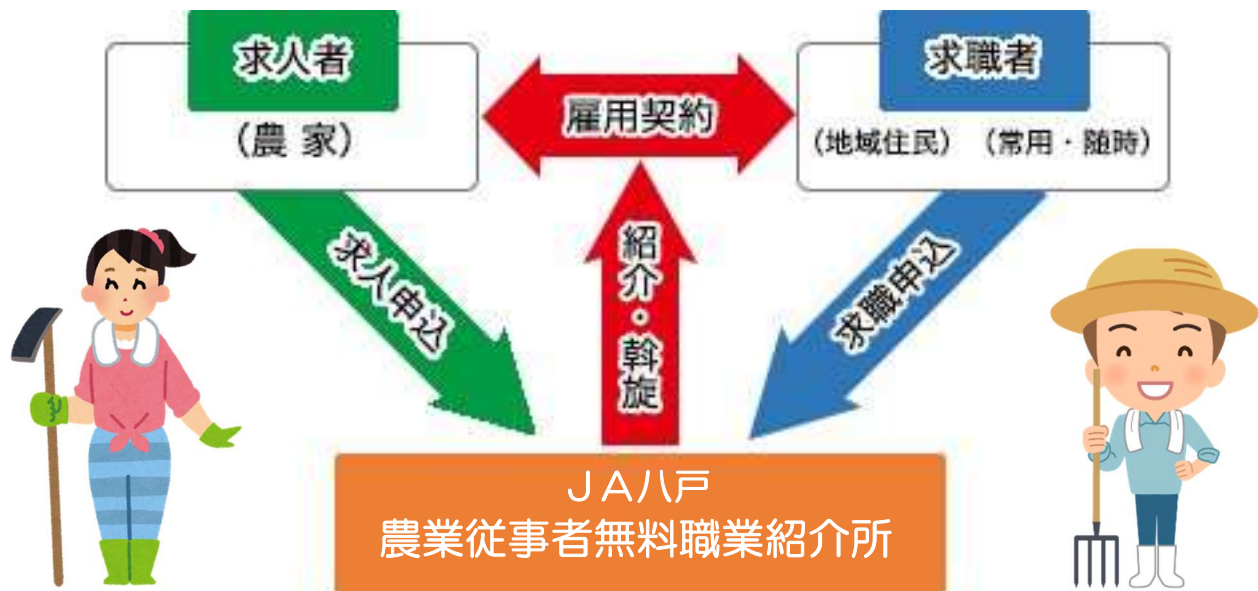 求人者
(農 家)
雇用契約
求職者
(地域住民) (常用・随時)
求人申込
紹介・斡旋
求職申込
JA八戸
農業従事者無料職業紹介所